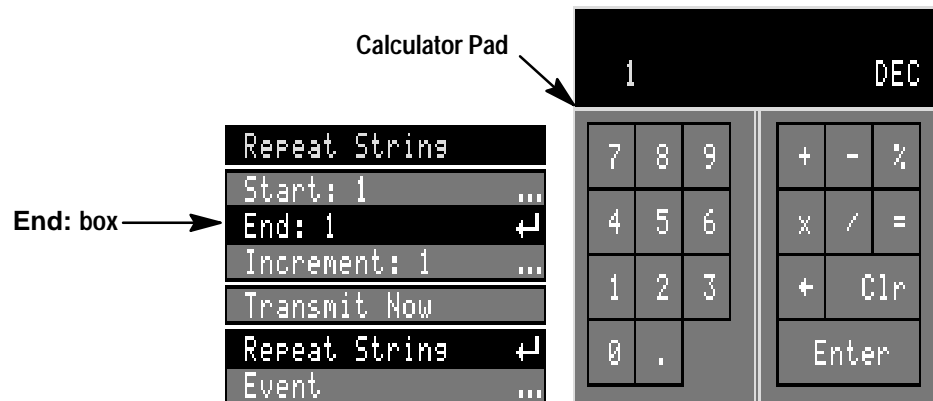 Calculator Pad
1 DEC
Repeat String
Start: 1 ...
End: box
End: 1 ↵
Increment: 1 ...
Transmit Now
Repeat String ↵
Event ...
7 8 9 + - %
4 5 6 x / =
1 2 3 ← Clr
0 . Enter